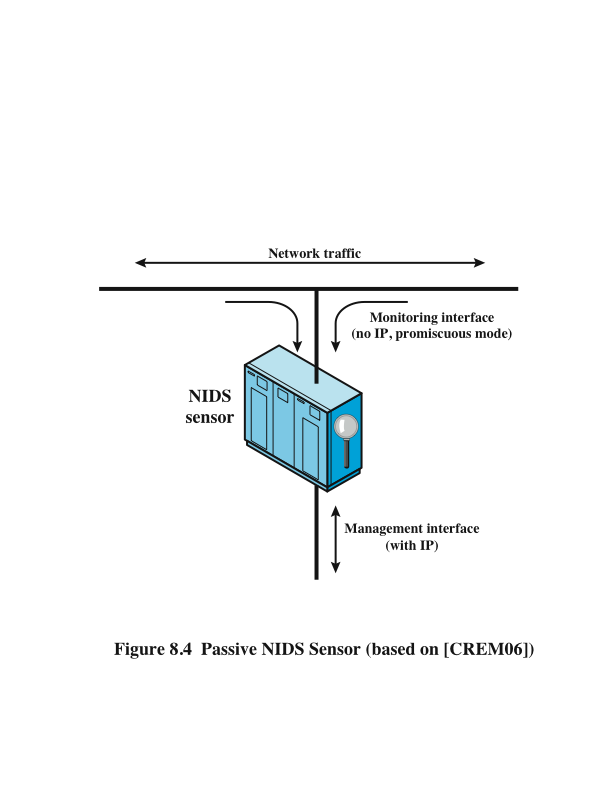 Network traffic
Monitoring interface
(no IP, promiscuous mode)
NIDS
sensor
Management interface
(with IP)
Figure 8.4  Passive NIDS Sensor (based on [CREM06])